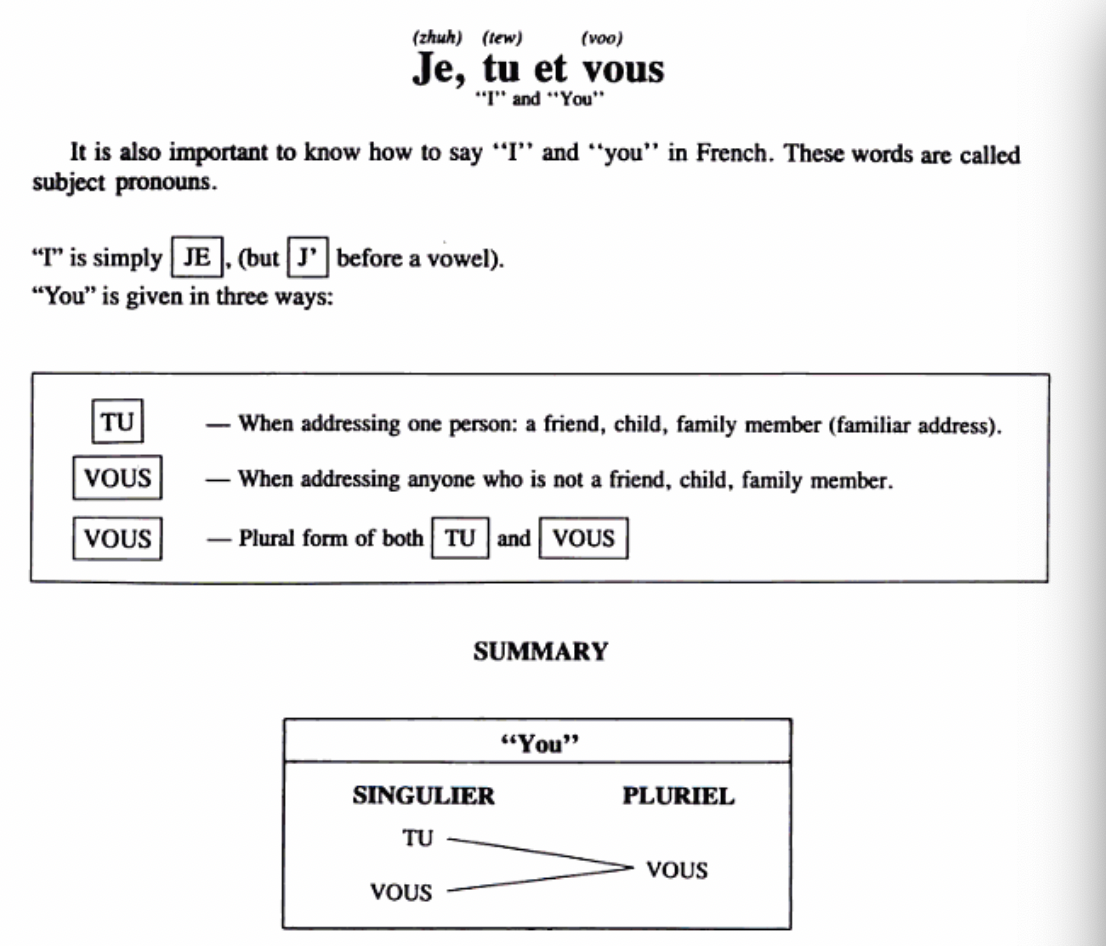 (zhuh) (tew) (voo)
Je, tu et vous
“I” and “You”
It is also important to know how to say “I” and “you” in French. These words are called
subject pronouns.
“I” is simply JE, (but J’ before a vowel).
“You” is given in three ways:
TU — When addressing one person: a friend, child, family member (familiar address).
VOUS — When addressing anyone who is not a friend, child, family member.
VOUS — Plural form of both TU and VOUS
SUMMARY
“You”
SINGULIER PLURIEL
TU
VOUS
VOUS